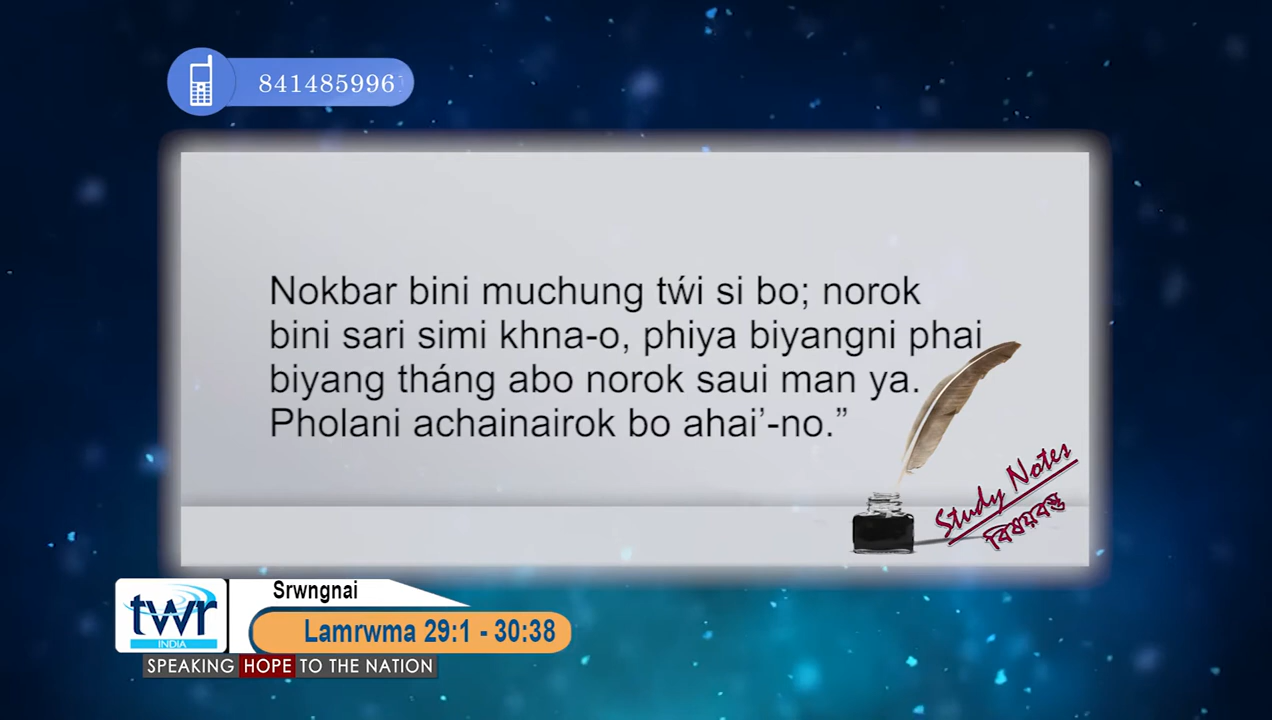 841485996
Nokbar bini muchung tẃi si bo; norok
bini sari simi khna-o, phiya biyangni phai
biyang tháng abo norok saui man ya.
Pholani achainairok bo ahai’-no.”
Study Notes
বিষয়বস্তু
Srwngnai
twr
INDIA
Lamrwma 29:1 - 30:38
SPEAKING HOPE TO THE NATION